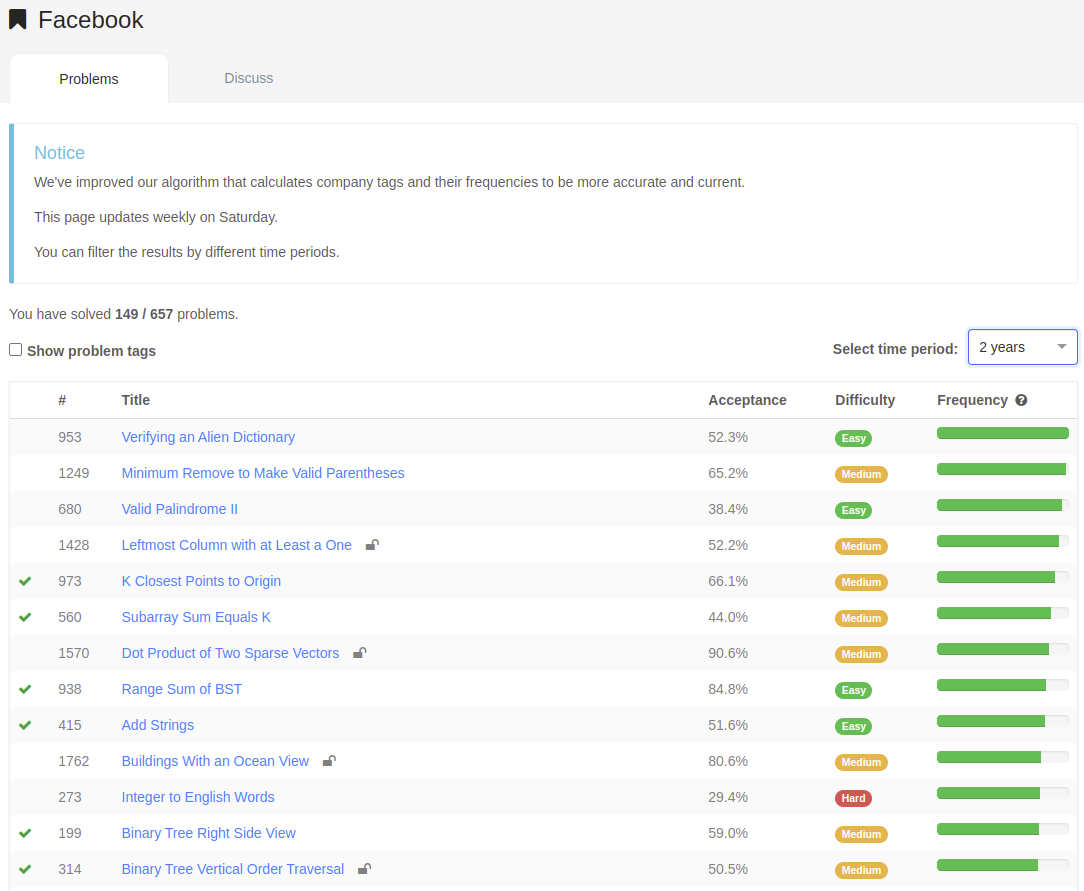 Facebook
Problems Discuss
Notice
We've improved our algorithm that calculates company tags and their frequencies to be more accurate and current.
This page updates weekly on Saturday.
You can filter the results by different time periods.
You have solved 149 / 657 problems.
Show problem tags Select time period: 2 years
# Title Acceptance Difficulty Frequency ?
953 Verifying an Alien Dictionary 52.3% Easy
1249 Minimum Remove to Make Valid Parentheses 65.2% Medium
680 Valid Palindrome II 38.4% Easy
1428 Leftmost Column with at Least a One 52.2% Medium
973 K Closest Points to Origin 66.1% Medium
560 Subarray Sum Equals K 44.0% Medium
1570 Dot Product of Two Sparse Vectors 90.6% Medium
938 Range Sum of BST 84.8% Easy
415 Add Strings 51.6% Easy
1762 Buildings With an Ocean View 80.6% Medium
273 Integer to English Words 29.4% Hard
199 Binary Tree Right Side View 59.0% Medium
314 Binary Tree Vertical Order Traversal 50.5% Medium